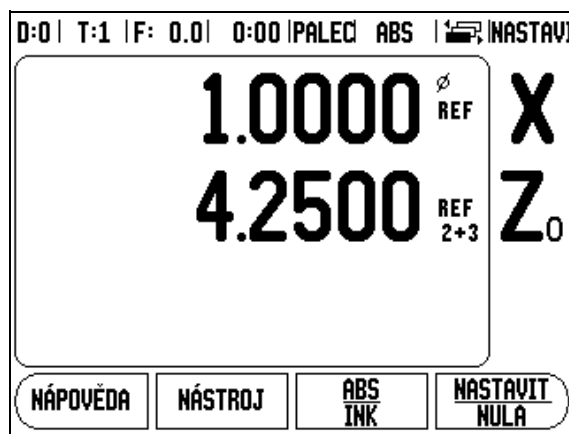 D:0 | T:1 | F: 0.0 | 0:00 | PALEC ABS | NASTAVI
1.0000 ø REF X
4.2500 REF 2+3 Z0
NÁPOVĚDA NÁSTROJ ABS INK NASTAVIT NULA